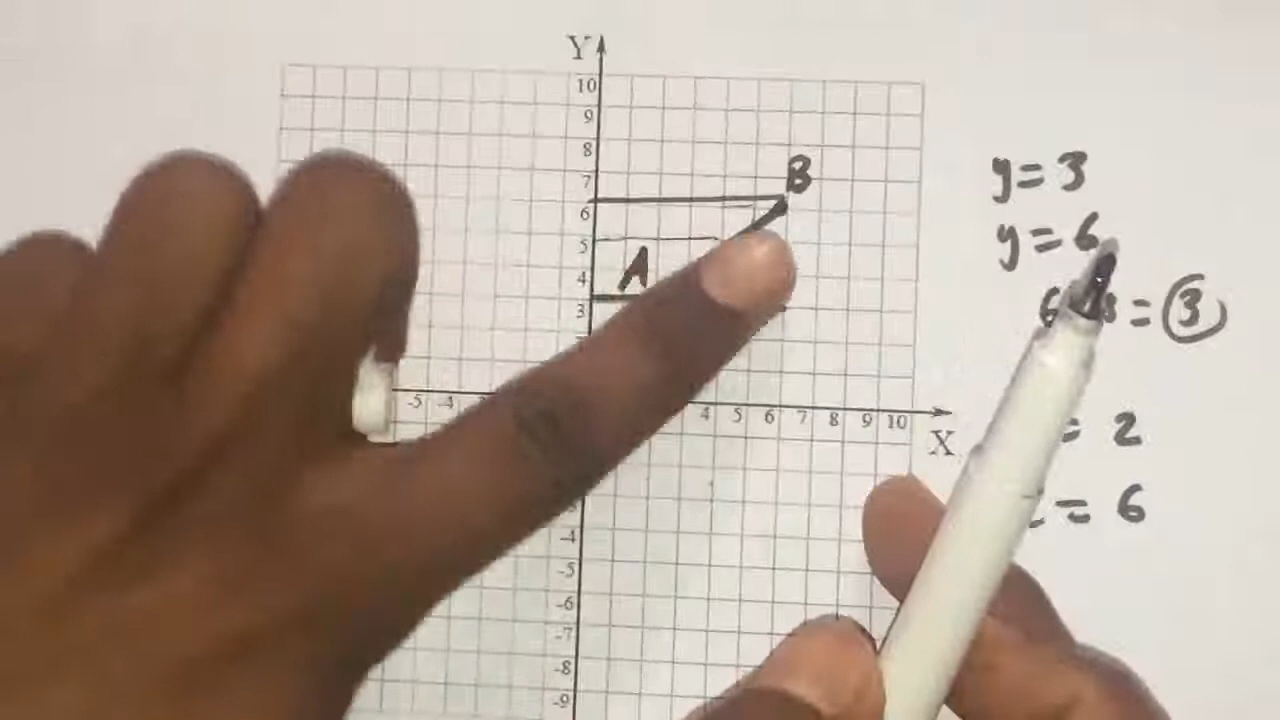 Y
10
9
8
7
6
5
4
3
B
A
-5 -4
4 5 6 7 8 9 10
X
-4
-5
-6
-7
-8
-9
y = 3
y = 6
6 = 3
= 2
= 6